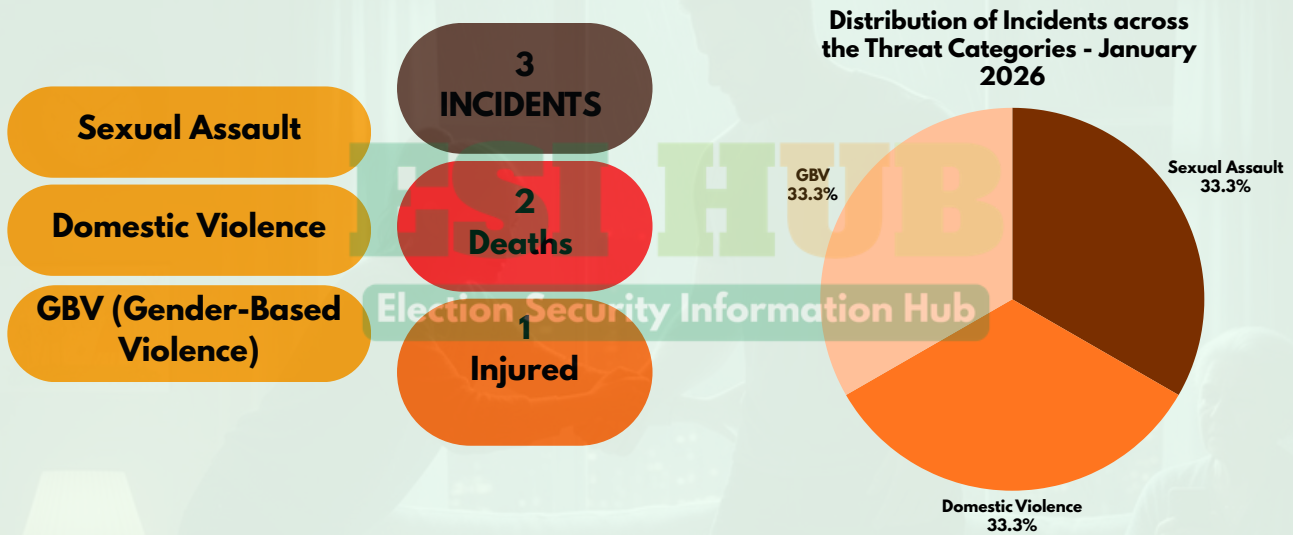 Sexual Assault
Domestic Violence
GBV (Gender-Based
Violence)
3
INCIDENTS
2
Deaths
1
Injured
ESI HUB
Election Security Information Hub
Distribution of Incidents across
the Threat Categories - January
2026
GBV
33.3%
Sexual Assault
33.3%
Domestic Violence
33.3%